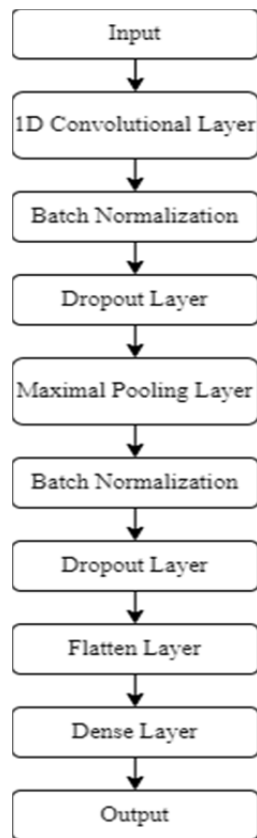 Input
1D Convolutional Layer
Batch Normalization
Dropout Layer
Maximal Pooling Layer
Batch Normalization
Dropout Layer
Flatten Layer
Dense Layer
Output